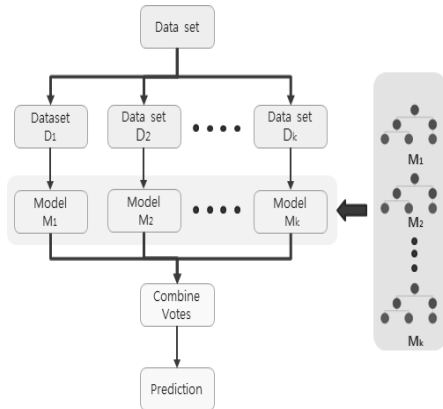 Data set
Dataset
D1
Data set
D2
Data set
Dk
Model
M1
Model
M2
Model
Mk
Combine
Votes
Prediction
M1
M2
Mk